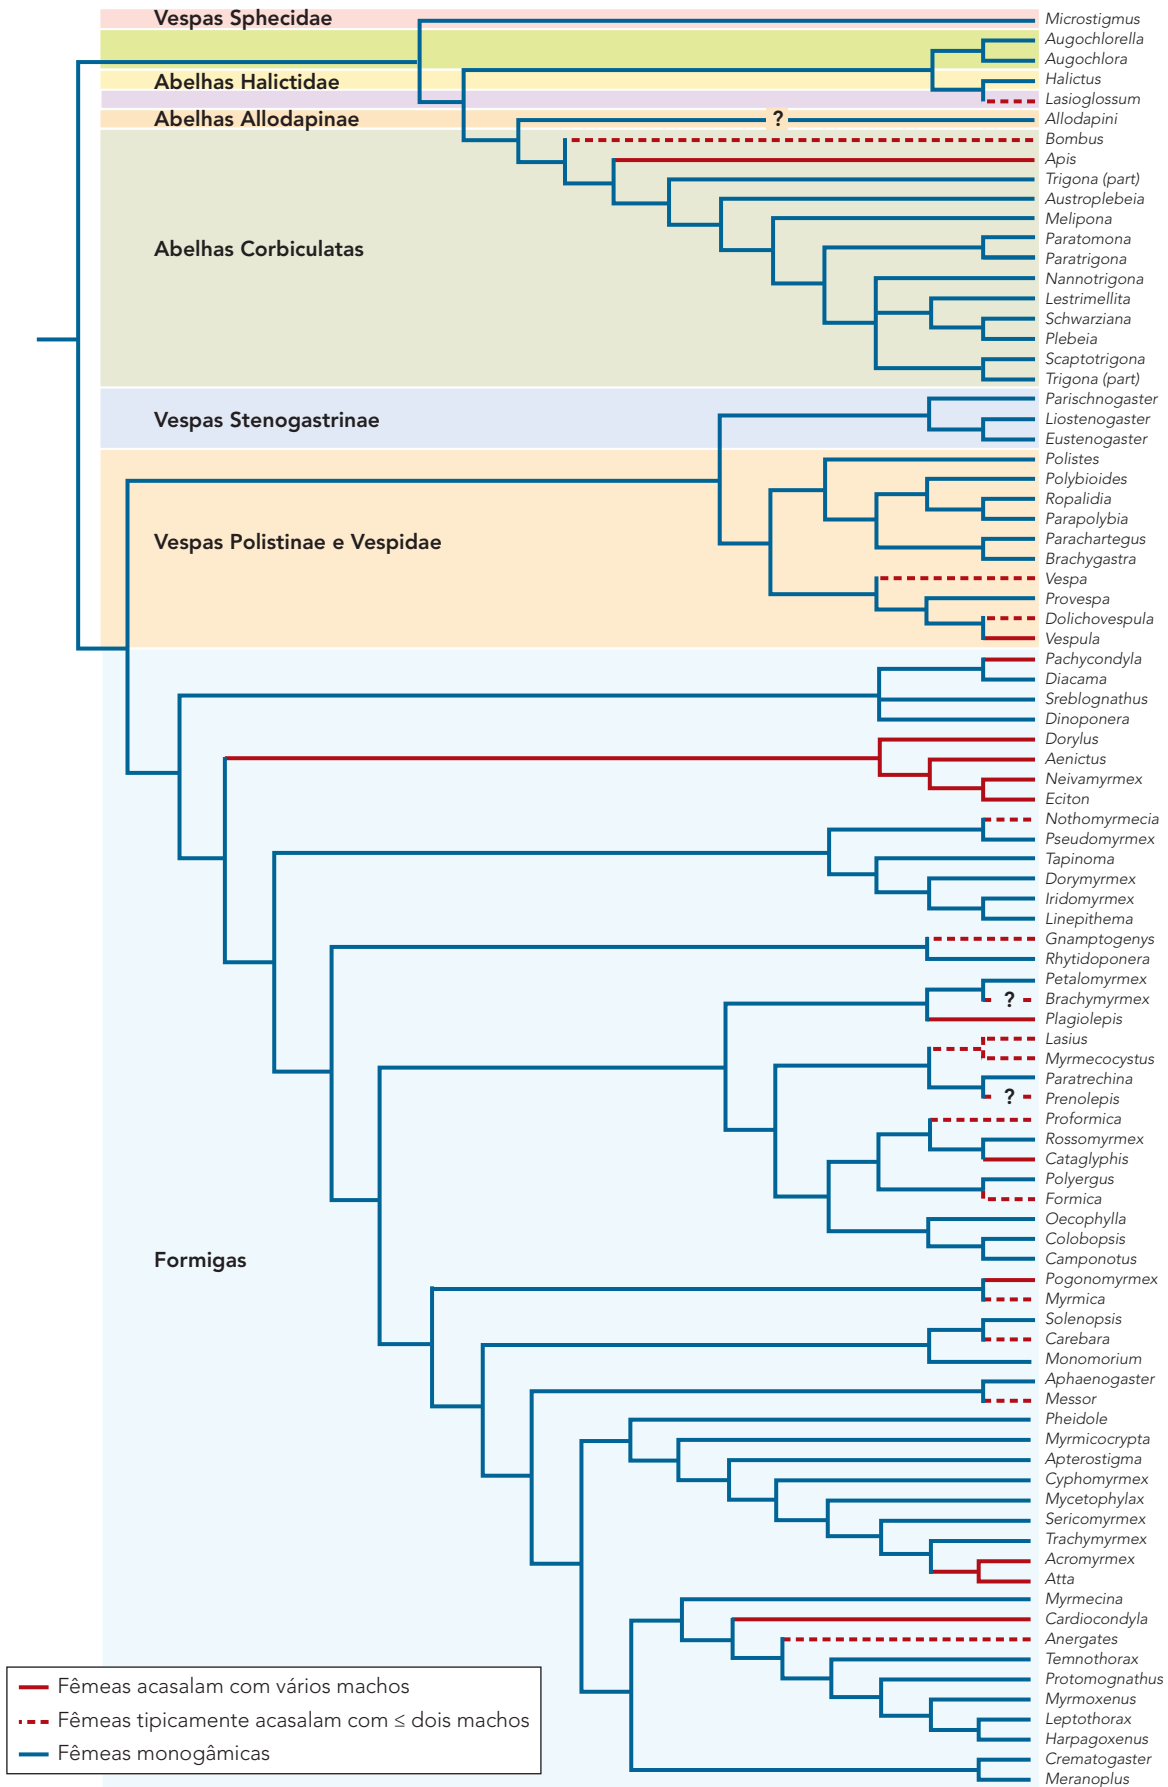 Vespas Sphecidae
Microstigmus
Augochlorella
Augochlora
Abelhas Halictidae
Halictus
Lasioglossum
Abelhas Allodapinae
?
Allodapini
Bombus
Apis
Trigona (part)
Austroplebeia
Melipona
Abelhas Corbiculatas
Paratomona
Paratrigona
Nannotrigona
Lestrimellita
Schwarziana
Plebeia
Scaptotrigona
Trigona (part)
Parischnogaster
Vespas Stenogastrinae
Liostenogaster
Eustenogaster
Polistes
Polybioides
Ropalidia
Parapolybia
Vespas Polistinae e Vespidae
Parachartegus
Brachygastra
Vespa
Provespa
Dolichovespula
Vespula
Pachycondyla
Diacama
Sreblognathus
Dinoponera
Dorylus
Aenictus
Neivamyrmex
Eciton
Nothomyrmecia
Pseudomyrmex
Tapinoma
Dorymyrmex
Iridomyrmex
Linepithema
Gnamptogenys
Rhytidoponera
Petalomyrmex
?
Brachymyrmex
Plagiolepis
Lasius
Myrmecocystus
Paratrechina
?
Prenolepis
Proformica
Rossomyrmex
Cataglyphis
Polyergus
Formica
Oecophylla
Colobopsis
Formigas
Camponotus
Pogonomyrmex
Myrmica
Solenopsis
Carebara
Monomorium
Aphaenogaster
Messor
Pheidole
Myrmicocrypta
Apterostigma
Cyphomyrmex
Mycetophylax
Sericomyrmex
Trachymyrmex
Acromyrmex
Atta
Myrmecina
Cardiocondyla
Anergates
Temnothorax
Protomognathus
Myrmoxenus
Leptothorax
Harpagoxenus
Crematogaster
Meranoplus
Fêmeas acasalam com vários machos
Fêmeas tipicamente acasalam com ≤ dois machos
Fêmeas monogâmicas